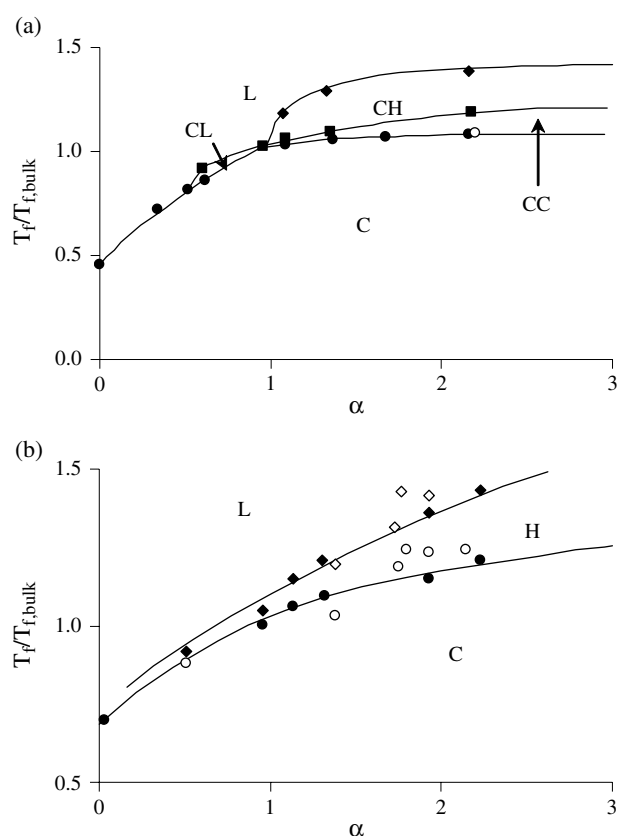 (a)
1.5
L
CH
CL
1.0
CC
T_f/T_f,bulk
C
0.5
0.0
0 1 2 3
α
(b)
1.5
L
H
T_f/T_f,bulk
1.0
C
0.5
0 1 2 3
α